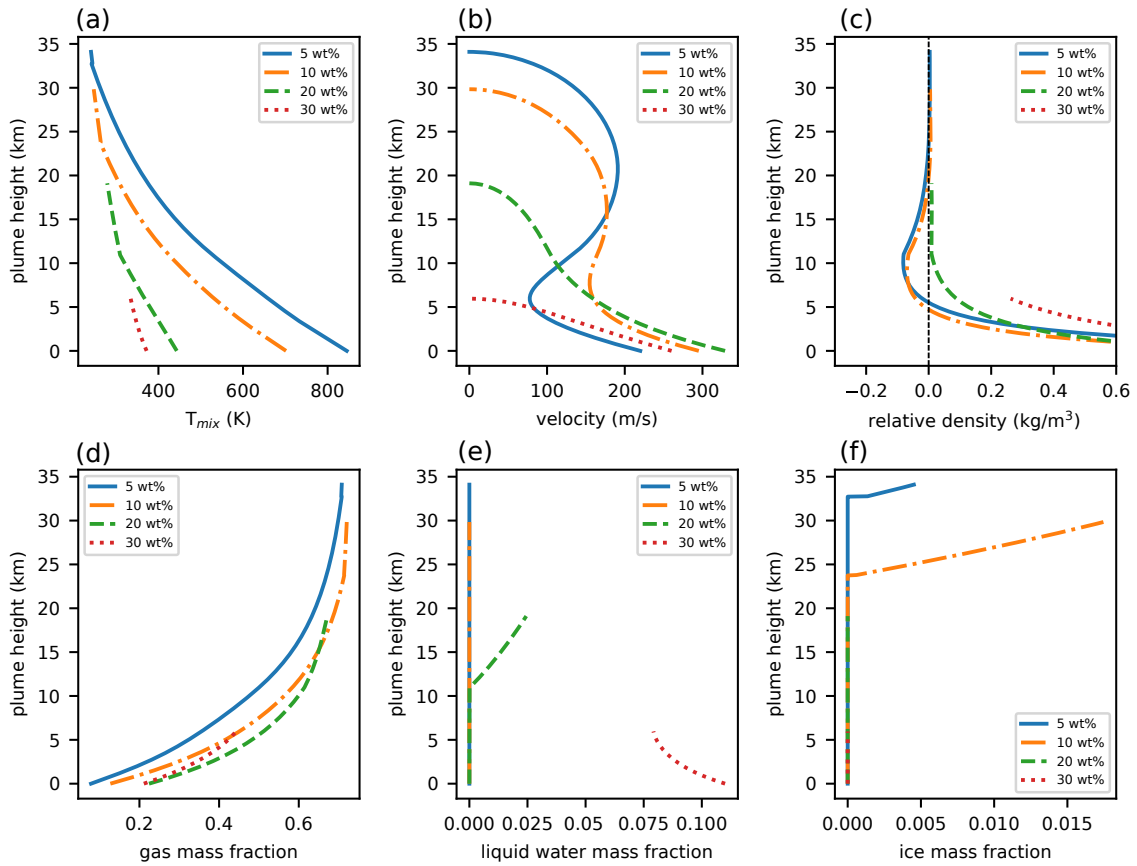 (a)
35
30
25
20
15
10
5
0
plume height (km)
400
600
800
T_mix (K)
5 wt%
10 wt%
20 wt%
30 wt%
(b)
35
30
25
20
15
10
5
0
plume height (km)
0
100
200
300
velocity (m/s)
5 wt%
10 wt%
20 wt%
30 wt%
(c)
35
30
25
20
15
10
5
0
plume height (km)
−0.2
0.0
0.2
0.4
0.6
relative density (kg/m³)
5 wt%
10 wt%
20 wt%
30 wt%
(d)
35
30
25
20
15
10
5
0
plume height (km)
0.2
0.4
0.6
gas mass fraction
5 wt%
10 wt%
20 wt%
30 wt%
(e)
35
30
25
20
15
10
5
0
plume height (km)
0.000
0.025
0.050
0.075
0.100
liquid water mass fraction
5 wt%
10 wt%
20 wt%
30 wt%
(f)
35
30
25
20
15
10
5
0
plume height (km)
0.000
0.005
0.010
0.015
ice mass fraction
5 wt%
10 wt%
20 wt%
30 wt%